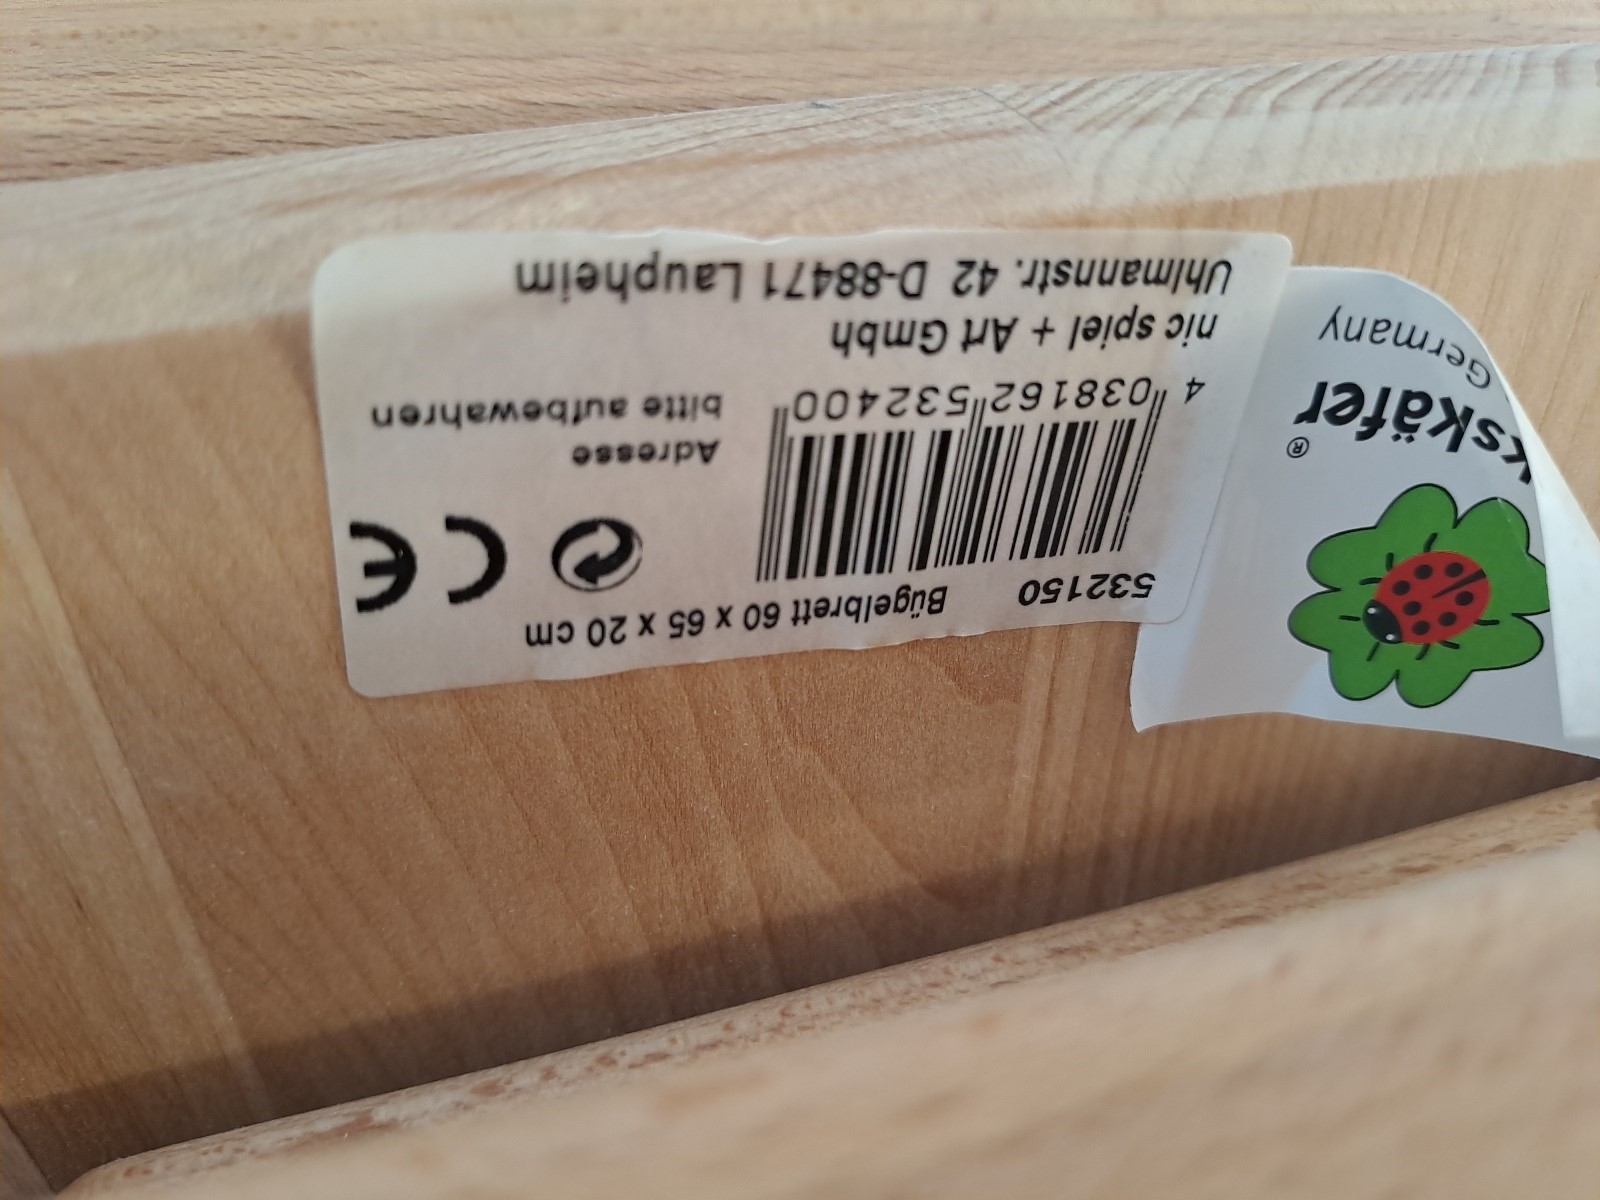 532150 Bügelbrett 60 x 65 x 20 cm
CE
4 038162 532400
Adresse
bitte aufbewahren
nic spiel + Art Gmbh
Uhlmannstr. 42 D-88471 Laupheim
kskäfer®
Germany